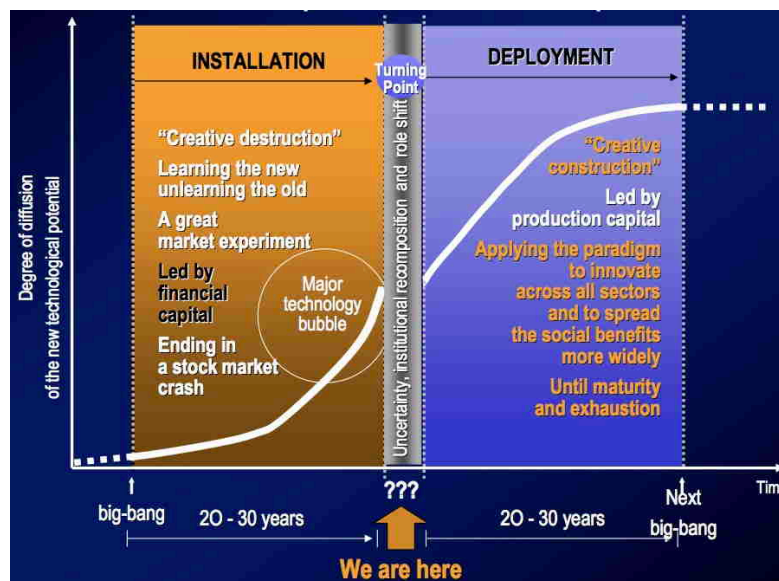 INSTALLATION
Turning
Point
DEPLOYMENT
"Creative destruction"
Learning the new
unlearning the old
A great
market experiment
Led by
financial
capital
Ending in
a stock market
crash
Major
technology
bubble
Uncertainty, institutional recomposition and role shift
"Creative
construction"
Led by
production capital
Applying the paradigm
to innovate
across all sectors
and to spread
the social benefits
more widely
Until maturity
and exhaustion
Degree of diffusion
of the new technological potential
big-bang
2O - 30 years
???
2O - 30 years
Next
big-bang
We are here